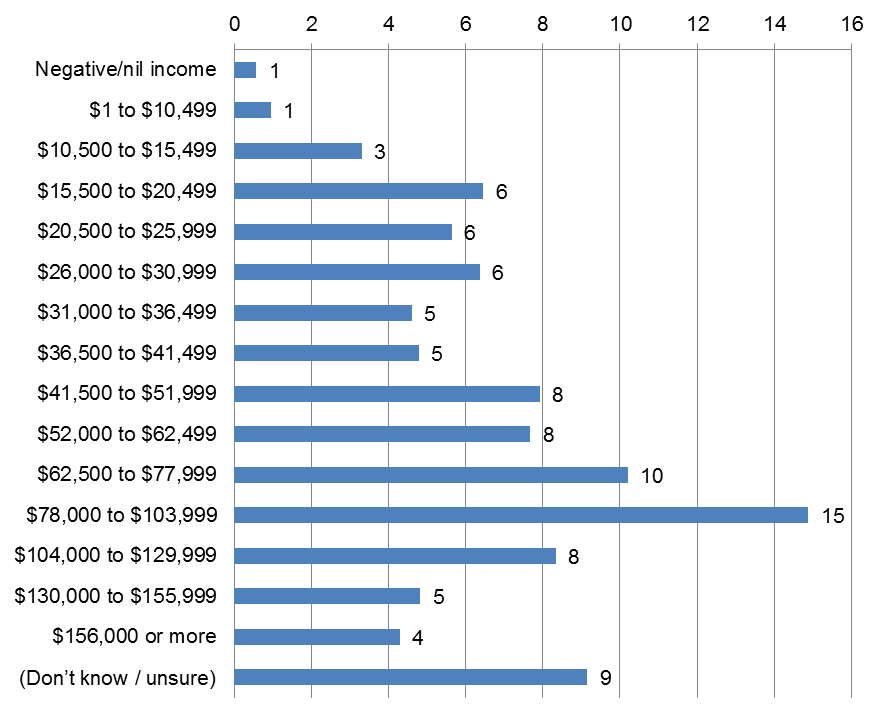 0 2 4 6 8 10 12 14 16
Negative/nil income 1
$1 to $10,499 1
$10,500 to $15,499 3
$15,500 to $20,499 6
$20,500 to $25,999 6
$26,000 to $30,999 6
$31,000 to $36,499 5
$36,500 to $41,499 5
$41,500 to $51,999 8
$52,000 to $62,499 8
$62,500 to $77,999 10
$78,000 to $103,999 15
$104,000 to $129,999 8
$130,000 to $155,999 5
$156,000 or more 4
(Don’t know / unsure) 9